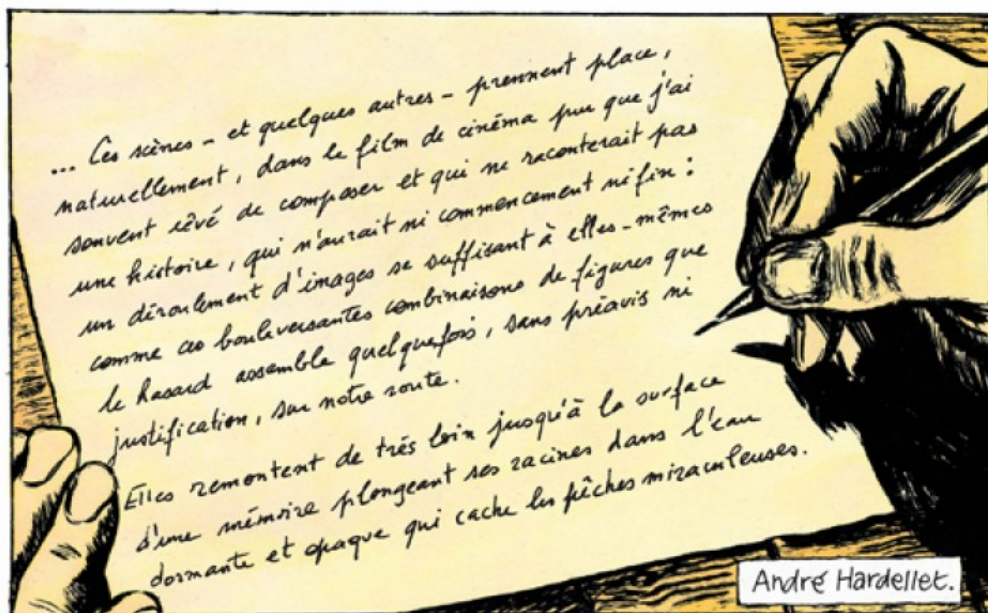 ... Ces scènes - et quelques autres - prennent place,
naturellement, dans le film de cinéma pur que j'ai
souvent rêvé de composer et qui ne raconterait pas
une histoire, qui n'aurait ni commencement ni fin :
un déroulement d'images se suffisant à elles-mêmes
comme ces bouleversantes combinaisons de figures que
le hasard assemble quelquefois, sans préavis ni
justification, sur notre route.
Elles remontent de très loin jusqu'à la surface
d'une mémoire plongeant ses racines dans l'eau
dormante et opaque qui cache les pêches miraculeuses.
André Hardellet.